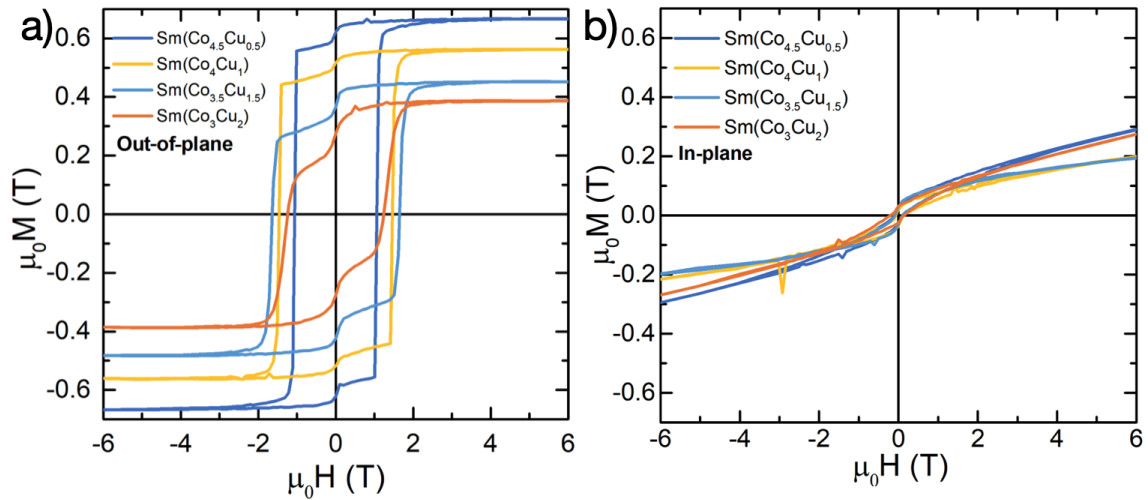 a)
Sm(Co4.5Cu0.5)
Sm(Co4Cu1)
Sm(Co3.5Cu1.5)
Sm(Co3Cu2)
Out-of-plane
μ0M (T)
0.6
0.4
0.2
0.0
-0.2
-0.4
-0.6
-6 -4 -2 0 2 4 6
μ0H (T)
b)
Sm(Co4.5Cu0.5)
Sm(Co4Cu1)
Sm(Co3.5Cu1.5)
Sm(Co3Cu2)
In-plane
μ0M (T)
0.6
0.4
0.2
0.0
-0.2
-0.4
-0.6
-6 -4 -2 0 2 4 6
μ0H (T)